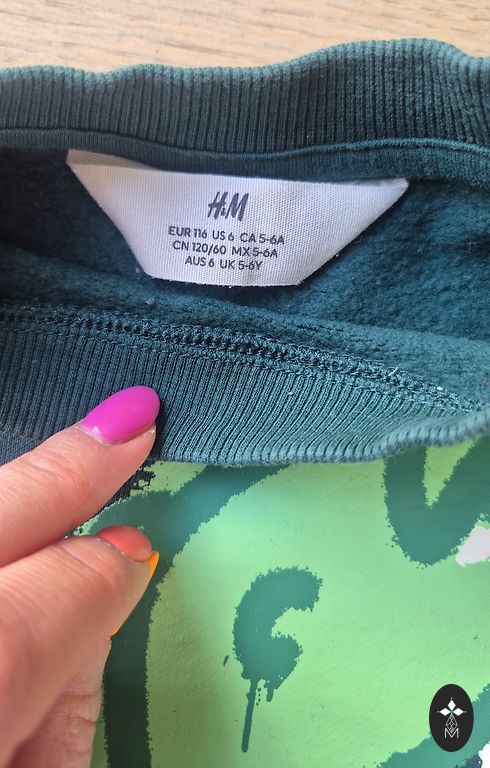 H&M
EUR 116 US 6 CA 5-6A
CN 120/60 MX 5-6A
AUS 6 UK 5-6Y